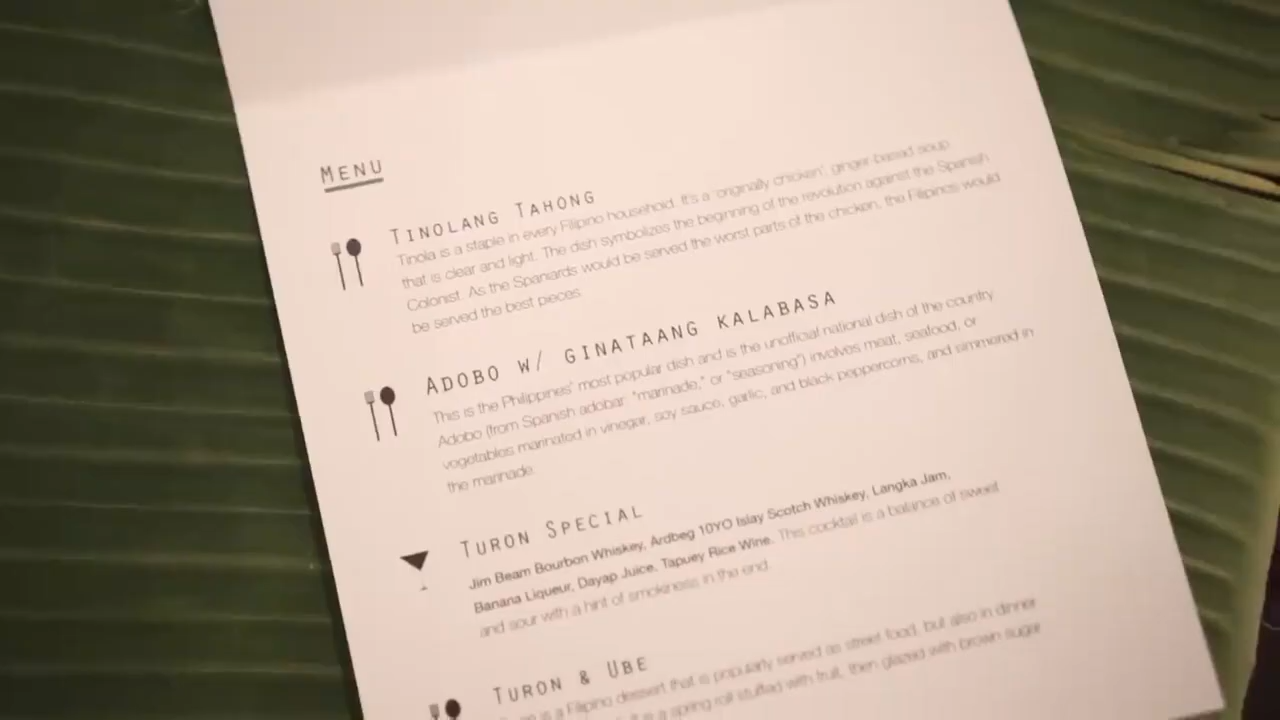 MENU
TINOLANG TAHONG
Tinola is a staple in every Filipino household. It's a 'originally chicken', ginger-based soup
that is clear and light. The dish symbolizes the beginning of the revolution against the Spanish
Colonist. As the Spaniards would be served the worst parts of the chicken, the Filipinos would
be served the best pieces.
ADOBO W/ GINATAANG KALABASA
This is the Philippines' most popular dish and is the unofficial national dish of the country
Adobo (from Spanish adobar: "marinade," or "seasoning") involves meat, seafood, or
vegetables marinated in vinegar, soy sauce, garlic, and black peppercorns, and simmered in
the marinade.
TURON SPECIAL
Jim Beam Bourbon Whiskey, Ardbeg 10YO Islay Scotch Whiskey, Langka Jam,
Banana Liqueur, Dayap Juice, Tapuey Rice Wine. This cocktail is a balance of sweet
and sour with a hint of smokiness in the end.
TURON & UBE
is a Filipino dessert that is popularly served as street food, but also in dinner
is a spring roll stuffed with fruit, then glazed with brown sugar